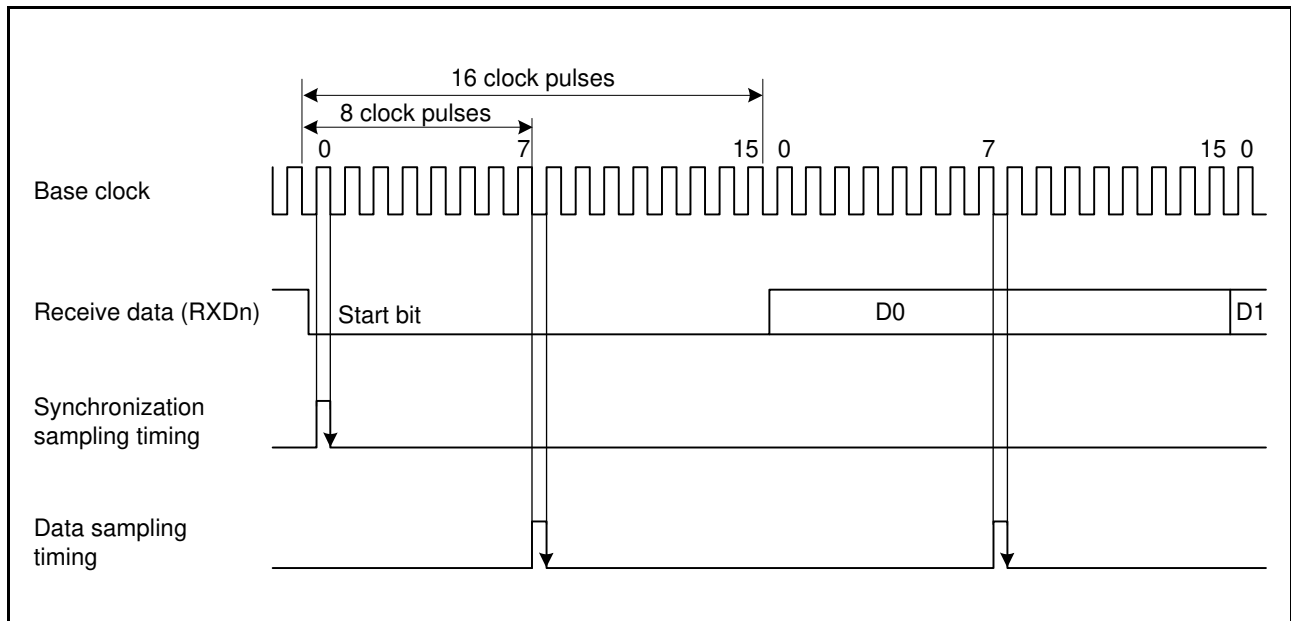 16 clock pulses
8 clock pulses
0 7 15 0 7 15 0
Base clock
Receive data (RXDn)
Start bit
D0
D1
Synchronization
sampling timing
Data sampling
timing